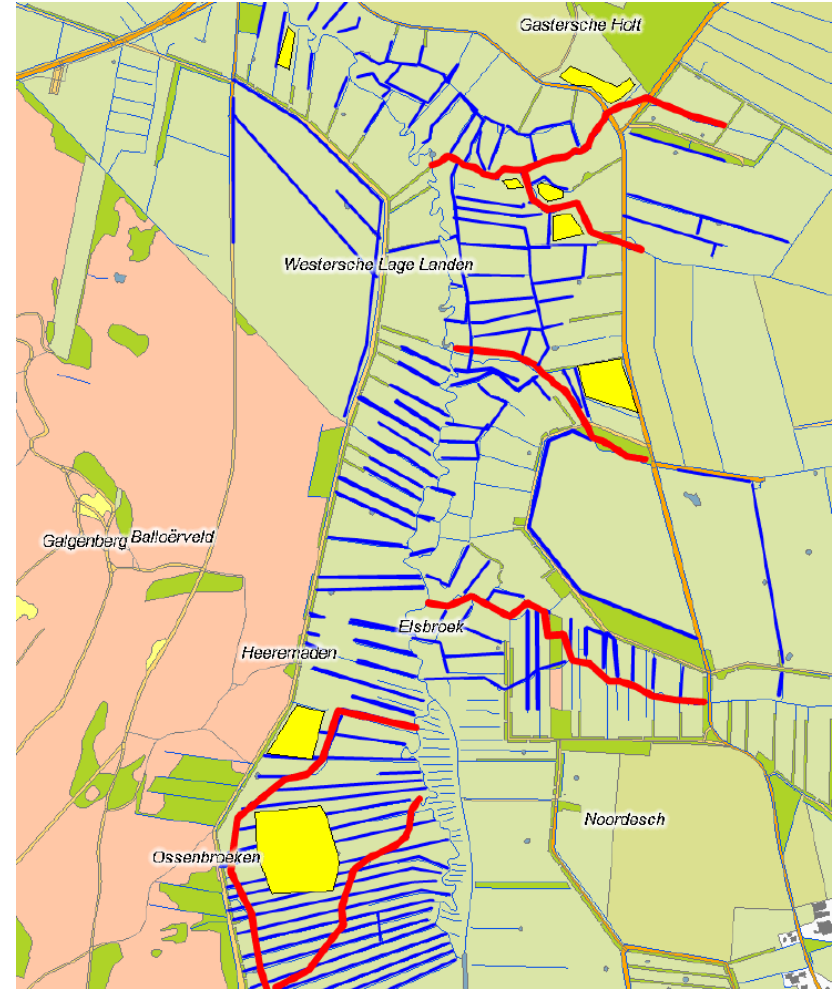 Gastersche Holt
Westersche Lage Landen
Galgenberg Balloërveld
Elsbroek
Heeremaden
Noordesch
Ossenbroeken